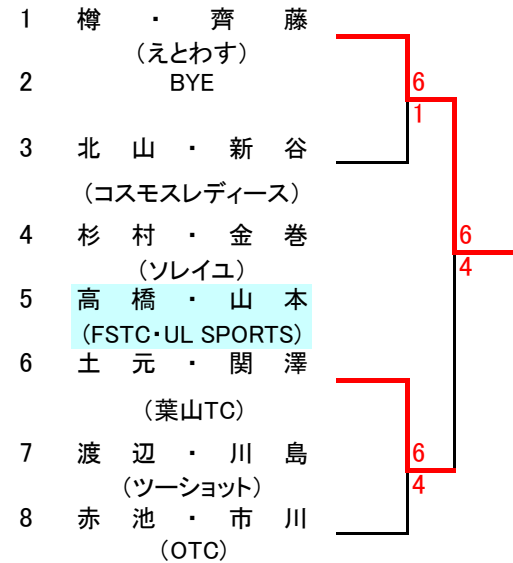 1 樽 ・ 齊 藤
(えとわす)
2 BYE
6
1
3 北 山 ・ 新 谷
(コスモスレディース)
4 杉 村 ・ 金 巻
6
(ソレイユ)
4
5 高 橋 ・ 山 本
(FSTC・UL SPORTS)
6 土 元 ・ 関 澤
(葉山TC)
7 渡 辺 ・ 川 島
6
(ツーショット)
4
8 赤 池 ・ 市 川
(OTC)